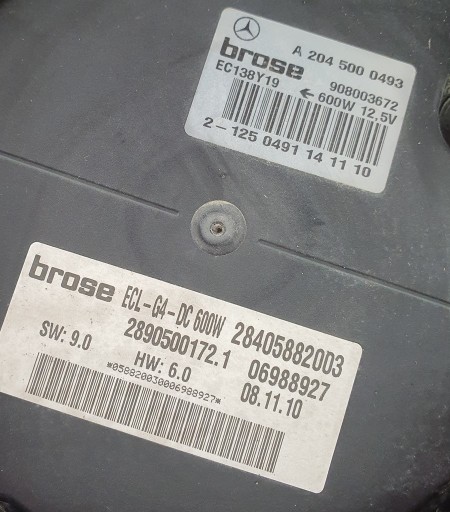 A 204 500 0493
brose
908003672
EC138Y19 ← 600W 12,5V
2-125 0491 14 11 10
brose ECL-G4-DC 600W 28405882003
2890500172.1 06988927
SW: 9.0 HW: 6.0 08.11.10
*058820030006988927*